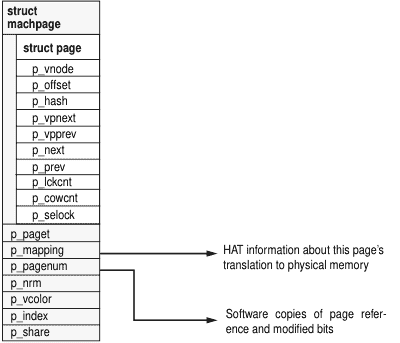 struct
machpage
struct page
p_vnode
p_offset
p_hash
p_vpnext
p_vpprev
p_next
p_prev
p_lckcnt
p_cowcnt
p_selock
p_paget
p_mapping
p_pagenum
p_nrm
p_vcolor
p_index
p_share
HAT information about this page's
translation to physical memory
Software copies of page refer-
ence and modified bits